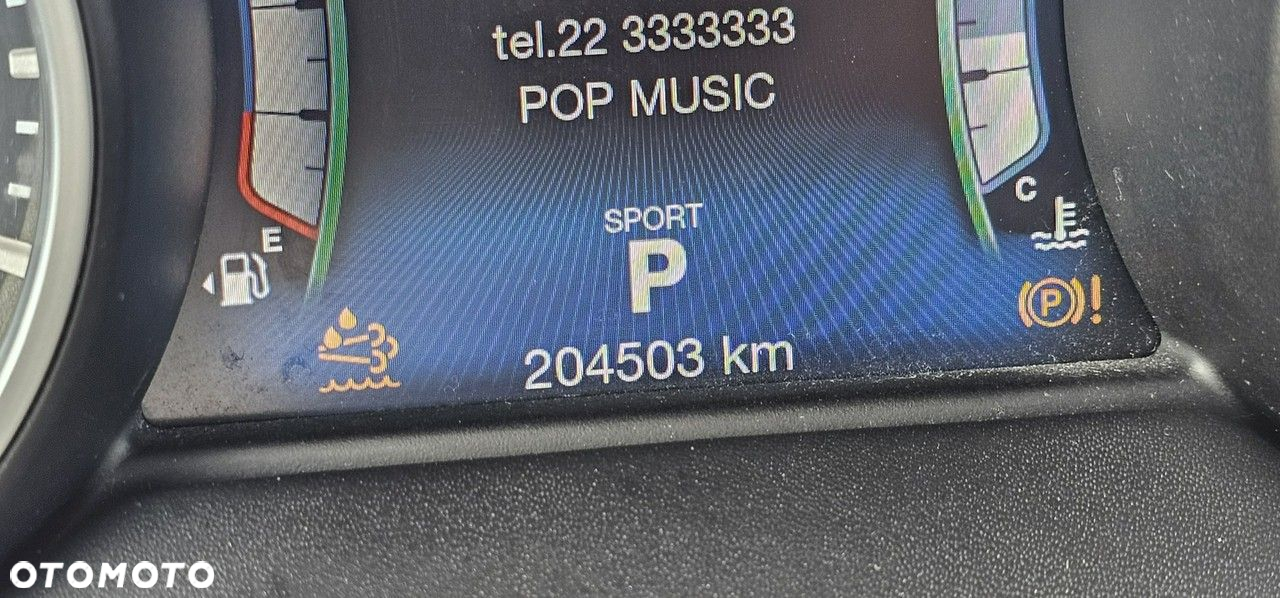 tel.22 3333333
POP MUSIC
C
SPORT
E
P
P!
204503 km
OTOMOTO